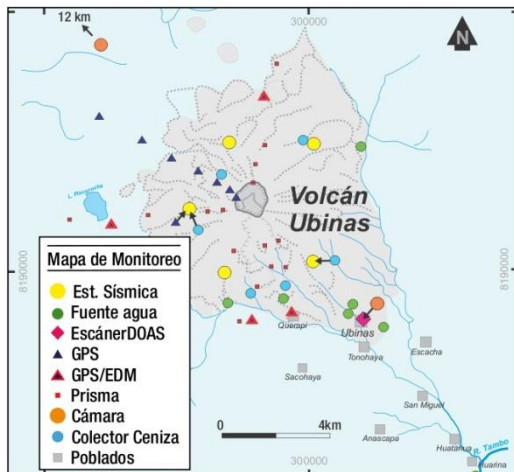 12 km
300000
N
Volcán
Ubinas
L. Piscococha
8190000
8190000
Mapa de Monitoreo
Est. Sísmica
Fuente agua
EscánerDOAS
GPS
GPS/EDM
Prisma
Cámara
Colector Ceniza
Poblados
Querapi
Ubinas
Tonohaya
Escacha
Sacohaya
San Miguel
Anascapa
Huatahua
R. Tambo
Huarina
0
4km
300000